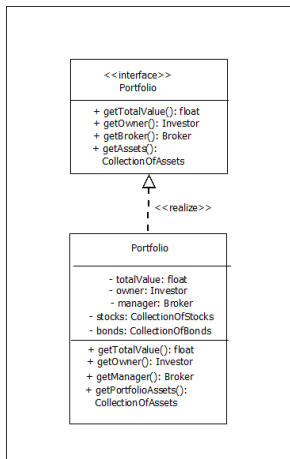 <<interface>>
Portfolio
+ getTotalValue(): float
+ getOwner(): Investor
+ getBroker(): Broker
+ getAssets():
CollectionOfAssets
<<realize>>
Portfolio
- totalValue: float
- owner: Investor
- manager: Broker
- stocks: CollectionOfStocks
- bonds: CollectionOfBonds
+ getTotalValue(): float
+ getOwner(): Investor
+ getManager(): Broker
+ getPortfolioAssets():
CollectionOfAssets